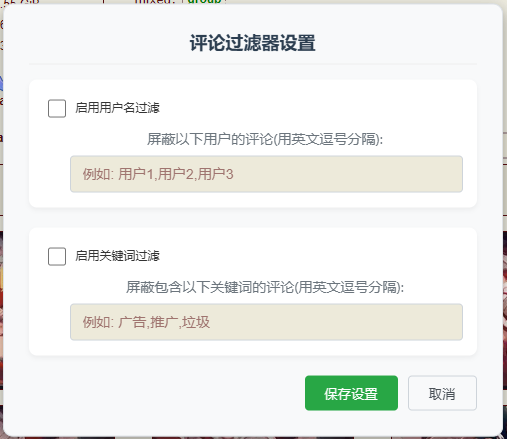 评论过滤器设置
启用用户名过滤
屏蔽以下用户的评论(用英文逗号分隔):
例如: 用户1,用户2,用户3
启用关键词过滤
屏蔽包含以下关键词的评论(用英文逗号分隔):
例如: 广告,推广,垃圾
保存设置
取消